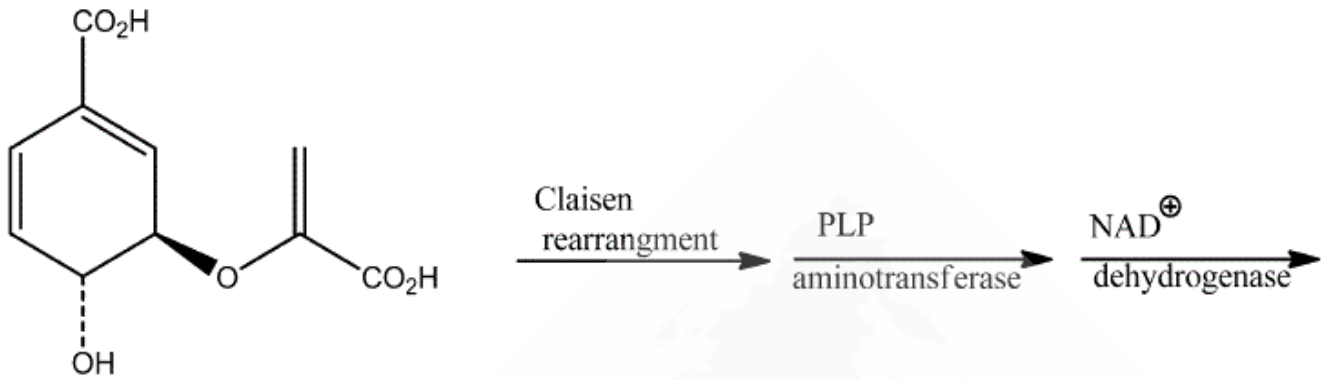 CO₂H
O
CO₂H
OH
Claisen
rearrangment
PLP
aminotransferase
NAD⊕
dehydrogenase